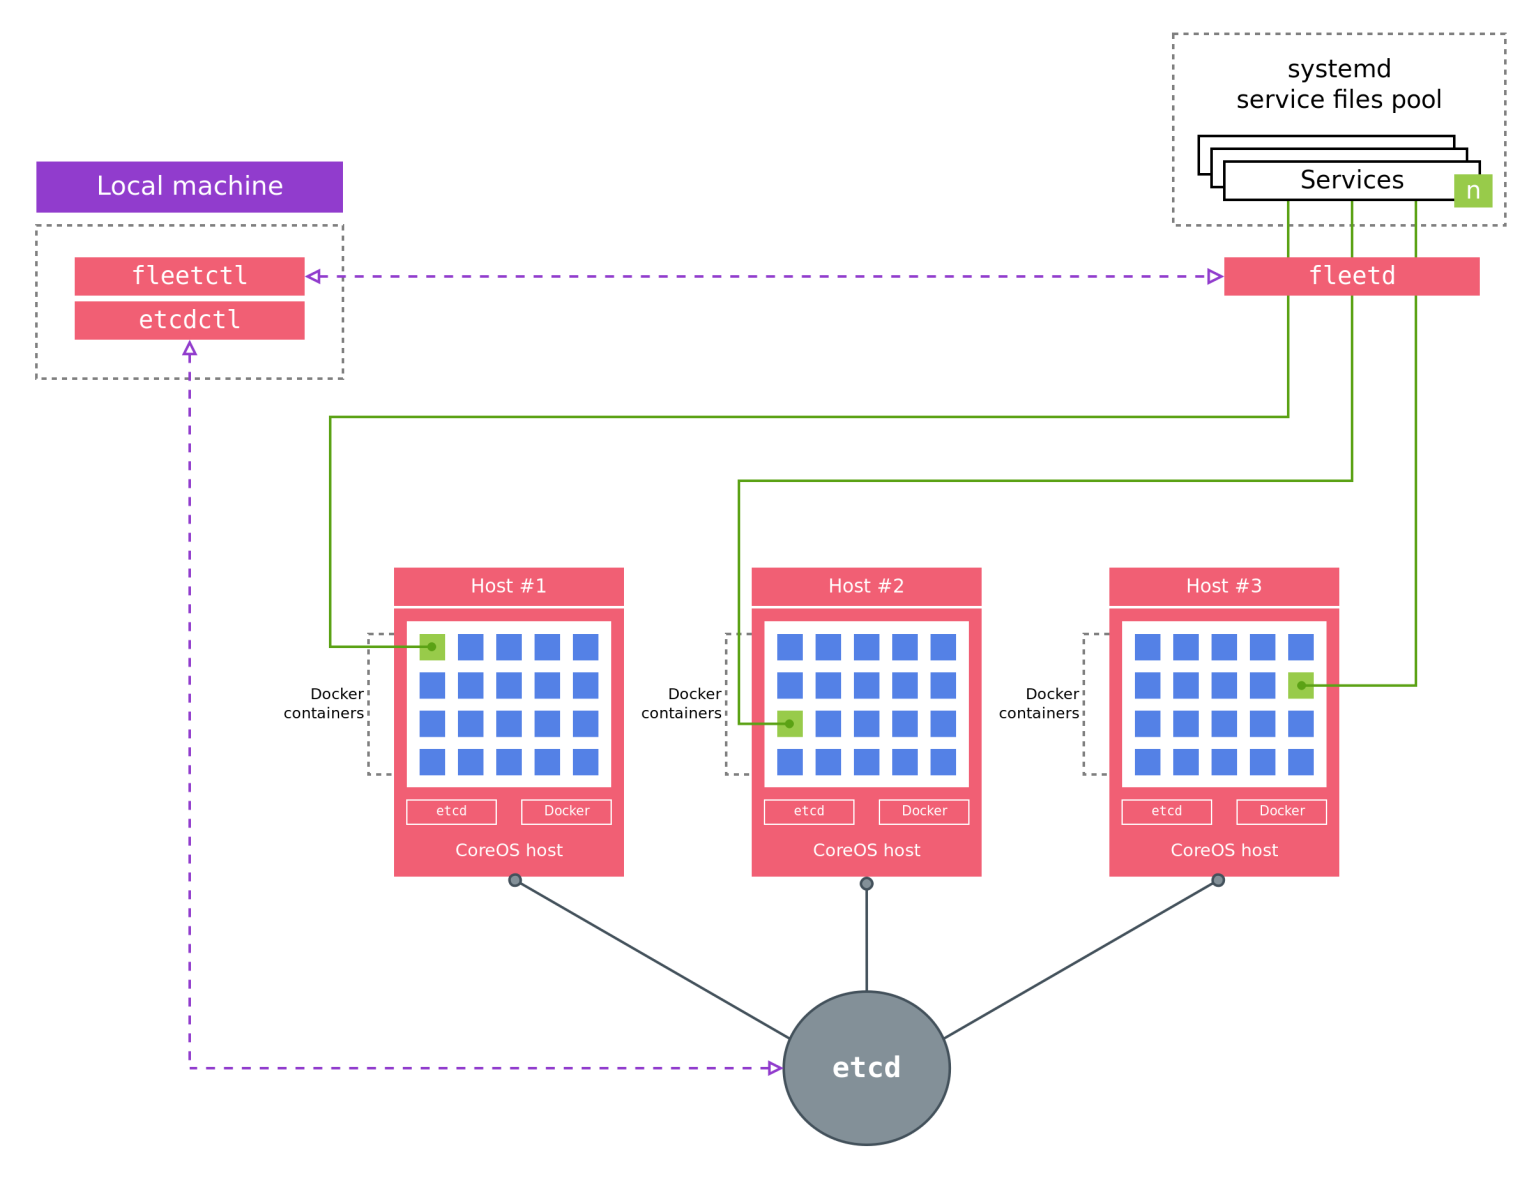 systemd
service files pool
Services
n
Local machine
fleetctl
etcdctl
fleetd
Host #1
Docker
containers
etcd
Docker
CoreOS host
Host #2
Docker
containers
etcd
Docker
CoreOS host
Host #3
Docker
containers
etcd
Docker
CoreOS host
etcd